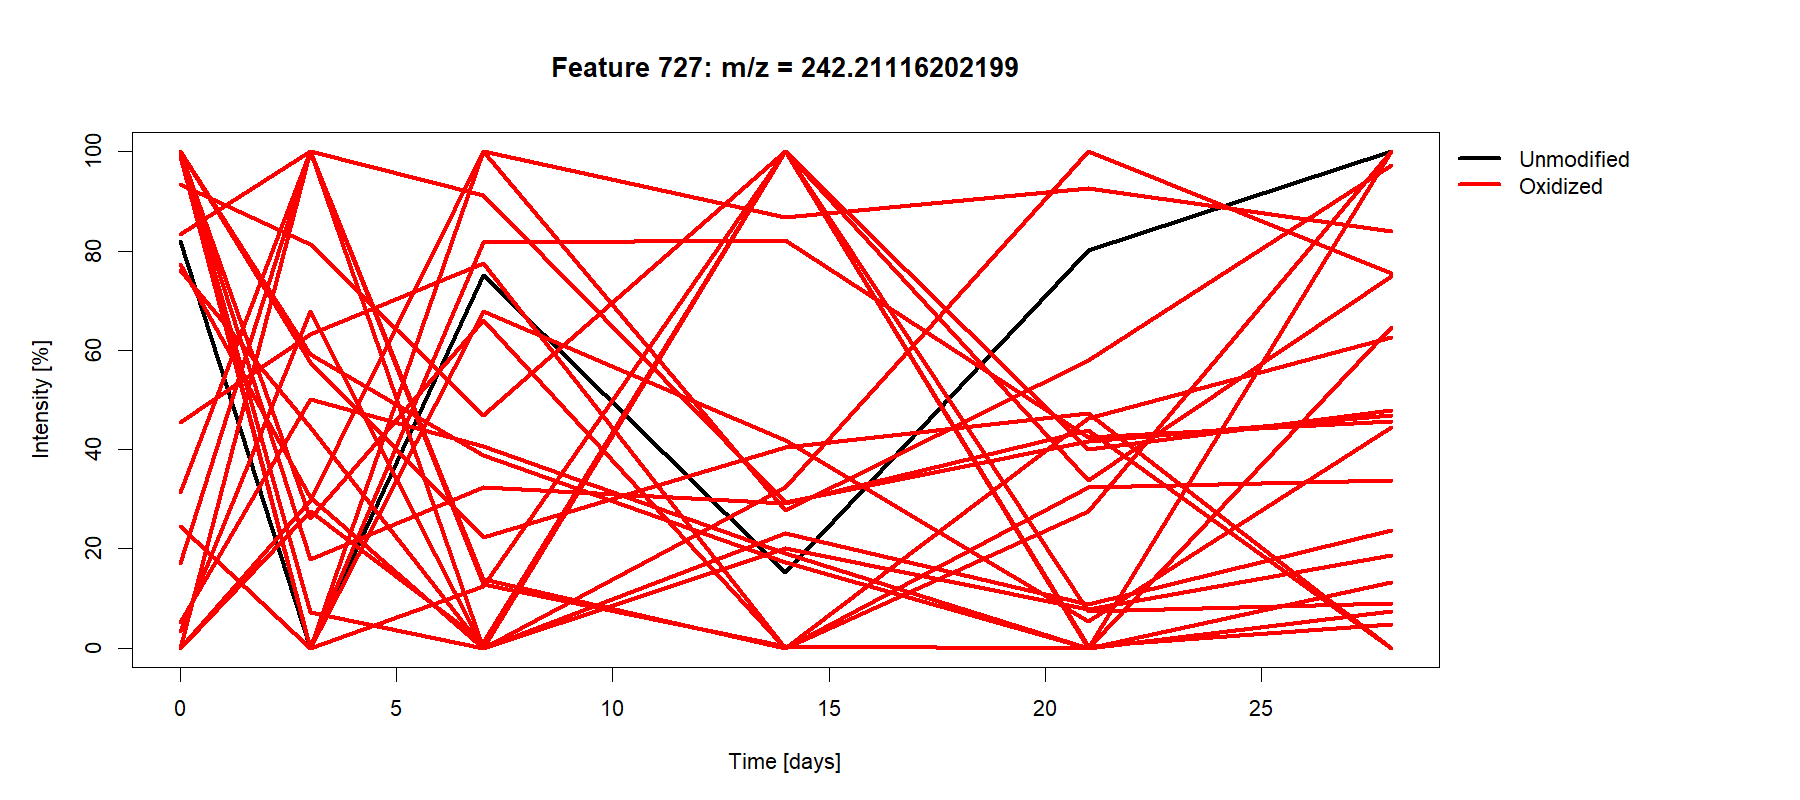 Feature 727: m/z = 242.21116202199
Unmodified
Oxidized
Intensity [%]
100
80
60
40
20
0
0 5 10 15 20 25
Time [days]